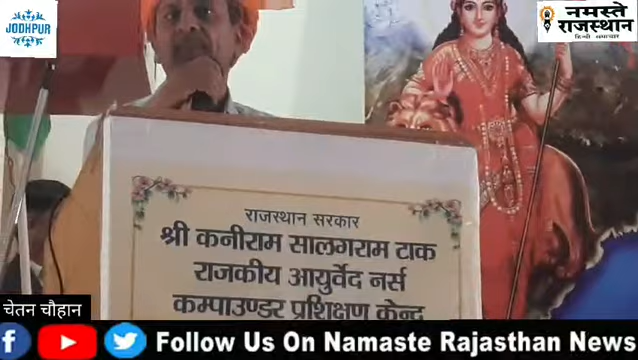 JODHPUR
नमस्ते
राजस्थान
हिन्दी समाचार
राजस्थान सरकार
श्री कनीराम सालगराम टाक
राजकीय आयुर्वेद नर्स
कम्पाउण्डर प्रशिक्षण केन्द्र
चेतन चौहान
Follow Us On Namaste Rajasthan News